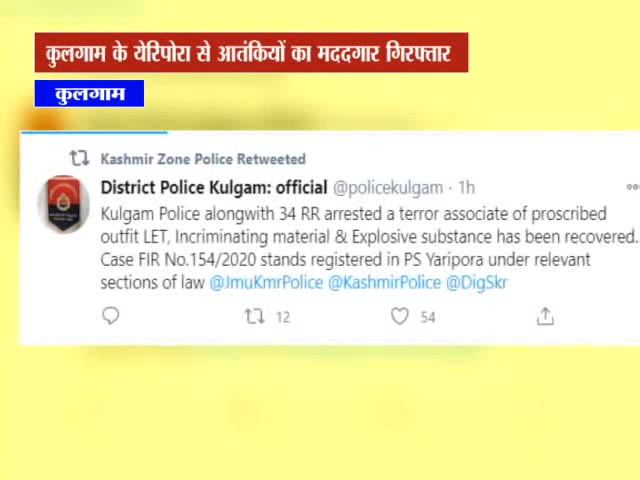 कुलगाम के येरिपोरा से आतंकियों का मददगार गिरफ्तार
कुलगाम
Kashmir Zone Police Retweeted
District Police Kulgam: official @policekulgam · 1h
Kulgam Police alongwith 34 RR arrested a terror associate of proscribed
outfit LET, Incriminating material & Explosive substance has been recovered.
Case FIR No.154/2020 stands registered in PS Yaripora under relevant
sections of law @JmuKmrPolice @KashmirPolice @DigSkr
12 54